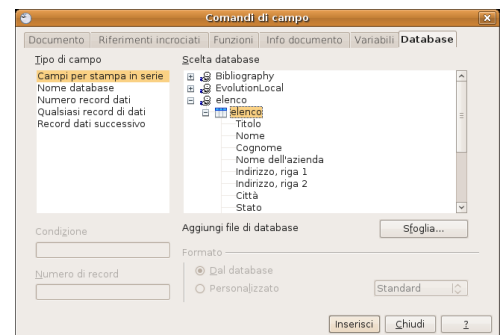 Comandi di campo
Documento Riferimenti incrociati Funzioni Info documento Variabili Database
Tipo di campo
Campi per stampa in serie
Nome database
Numero record dati
Qualsiasi record di dati
Record dati successivo
Scelta database
Bibliography
EvolutionLocal
elenco
elenco
Titolo
Nome
Cognome
Nome dell'azienda
Indirizzo, riga 1
Indirizzo, riga 2
Città
Stato
Condizione
Numero di record
Aggiungi file di database Sfoglia...
Formato
Dal database
Personalizzato Standard
Inserisci Chiudi ?